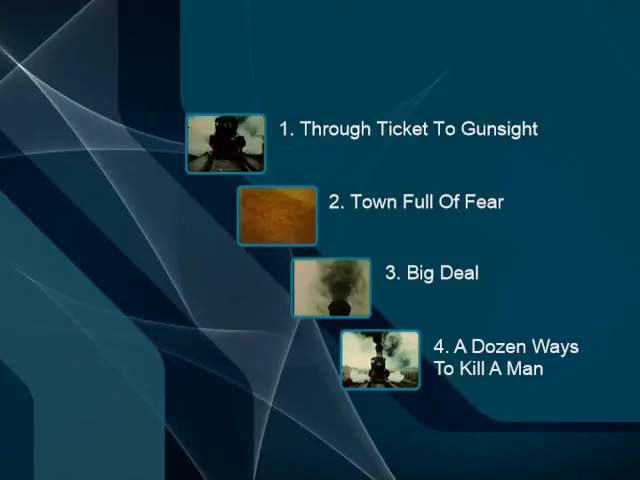 1. Through Ticket To Gunsight
2. Town Full Of Fear
3. Big Deal
4. A Dozen Ways
To Kill A Man